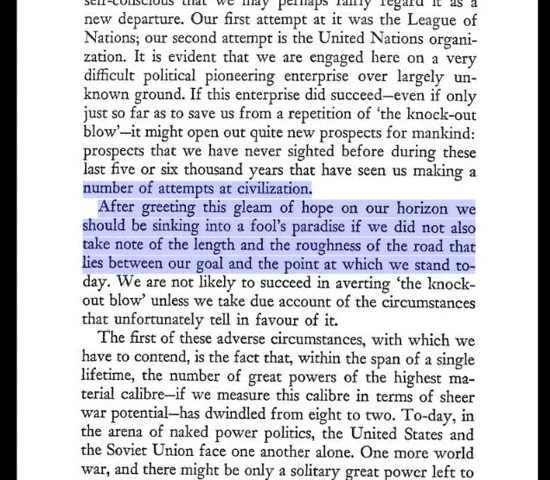 self-conscious that we may perhaps fairly regard it as a
new departure. Our first attempt at it was the League of
Nations; our second attempt is the United Nations organi-
zation. It is evident that we are engaged here on a very
difficult political pioneering enterprise over largely un-
known ground. If this enterprise did succeed—even if only
just so far as to save us from a repetition of ‘the knock-out
blow’—it might open out quite new prospects for mankind:
prospects that we have never sighted before during these
last five or six thousand years that have seen us making a
number of attempts at civilization.
After greeting this gleam of hope on our horizon we
should be sinking into a fool's paradise if we did not also
take note of the length and the roughness of the road that
lies between our goal and the point at which we stand to-
day. We are not likely to succeed in averting ‘the knock-
out blow’ unless we take due account of the circumstances
that unfortunately tell in favour of it.
The first of these adverse circumstances, with which we
have to contend, is the fact that, within the span of a single
lifetime, the number of great powers of the highest ma-
terial calibre—if we measure this calibre in terms of sheer
war potential—has dwindled from eight to two. To-day, in
the arena of naked power politics, the United States and
the Soviet Union face one another alone. One more world
war, and there might be only a solitary great power left to